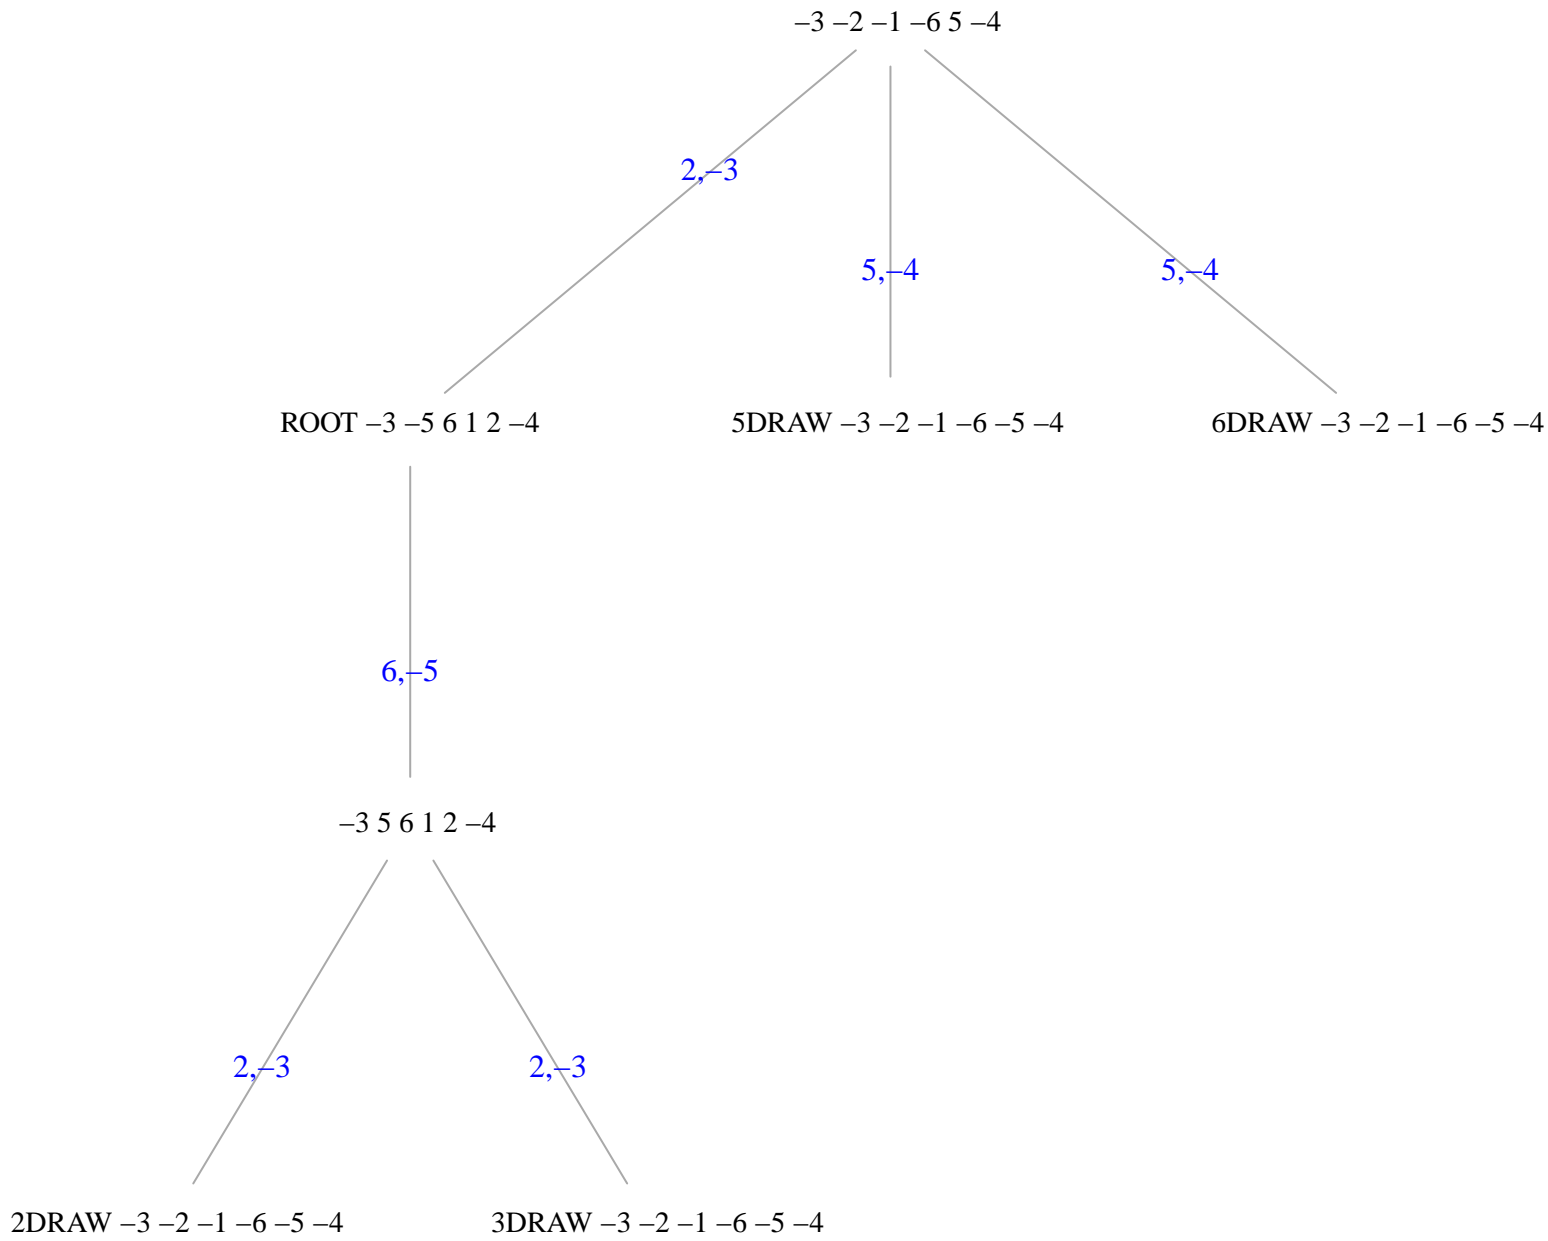 –3 –2 –1 –6 5 –4
2,–3
5,–4
5,–4
ROOT –3 –5 6 1 2 –4
5DRAW –3 –2 –1 –6 –5 –4
6DRAW –3 –2 –1 –6 –5 –4
6,–5
–3 5 6 1 2 –4
2,–3
2,–3
2DRAW –3 –2 –1 –6 –5 –4
3DRAW –3 –2 –1 –6 –5 –4